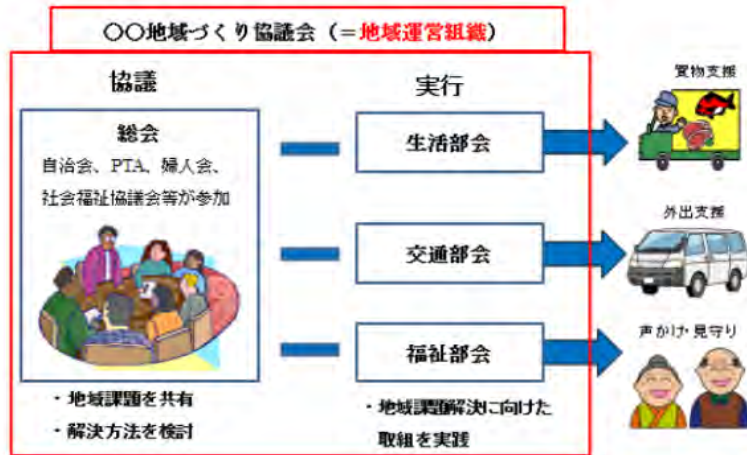 〇〇地域づくり協議会（＝地域運営組織）
協議
実行
総会
自治会、PTA、婦人会、
社会福祉協議会等が参加
・地域課題を共有
・解決方法を検討
生活部会
交通部会
福祉部会
・地域課題解決に向けた
取組を実践
買物支援
外出支援
声かけ・見守り